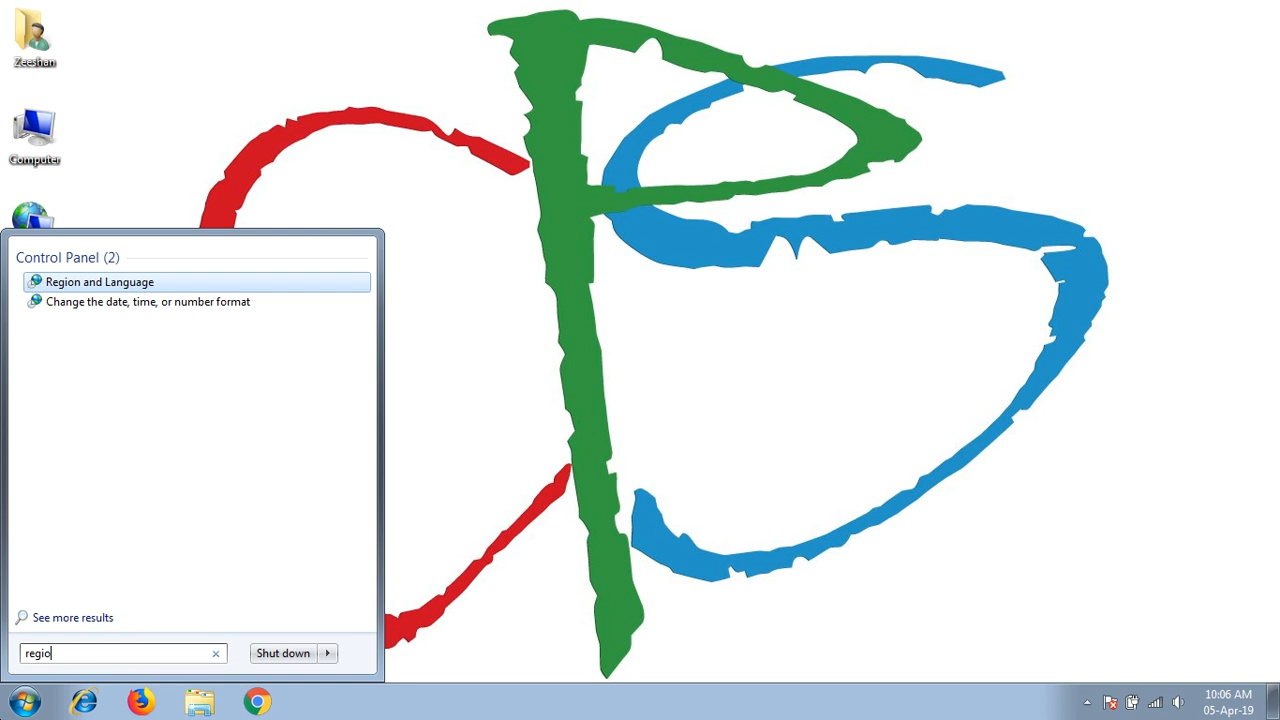 Zeeshan
Computer
Control Panel (2)
Region and Language
Change the date, time, or number format
See more results
regio
Shut down
10:06 AM
05-Apr-19